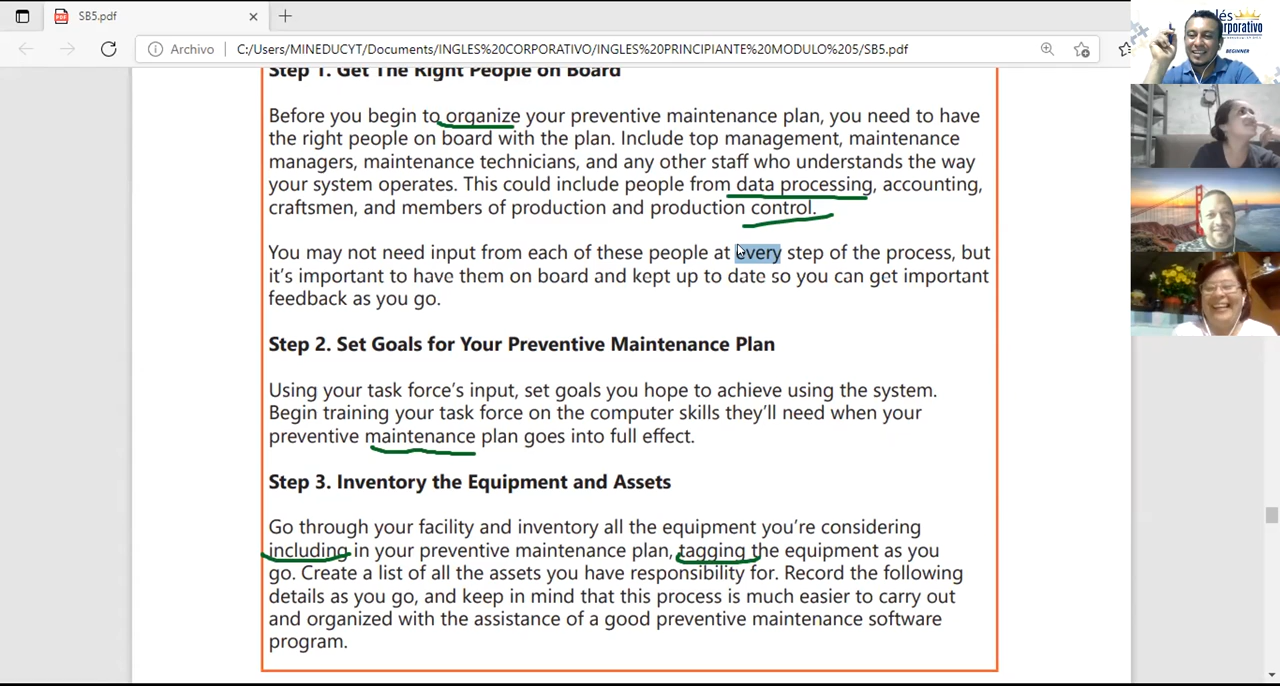 SB5.pdf
Archivo
C:/Users/MINEDUCYT/Documents/INGLES%20CORPORATIVO/INGLES%20PRINCIPIANTE%20MODULO%205/SB5.pdf
Step 1. Get The Right People on Board
Before you begin to organize your preventive maintenance plan, you need to have
the right people on board with the plan. Include top management, maintenance
managers, maintenance technicians, and any other staff who understands the way
your system operates. This could include people from data processing, accounting,
craftsmen, and members of production and production control.
You may not need input from each of these people at every step of the process, but
it's important to have them on board and kept up to date so you can get important
feedback as you go.
Step 2. Set Goals for Your Preventive Maintenance Plan
Using your task force's input, set goals you hope to achieve using the system.
Begin training your task force on the computer skills they'll need when your
preventive maintenance plan goes into full effect.
Step 3. Inventory the Equipment and Assets
Go through your facility and inventory all the equipment you're considering
including in your preventive maintenance plan, tagging the equipment as you
go. Create a list of all the assets you have responsibility for. Record the following
details as you go, and keep in mind that this process is much easier to carry out
and organized with the assistance of a good preventive maintenance software
program.
BEGINNER